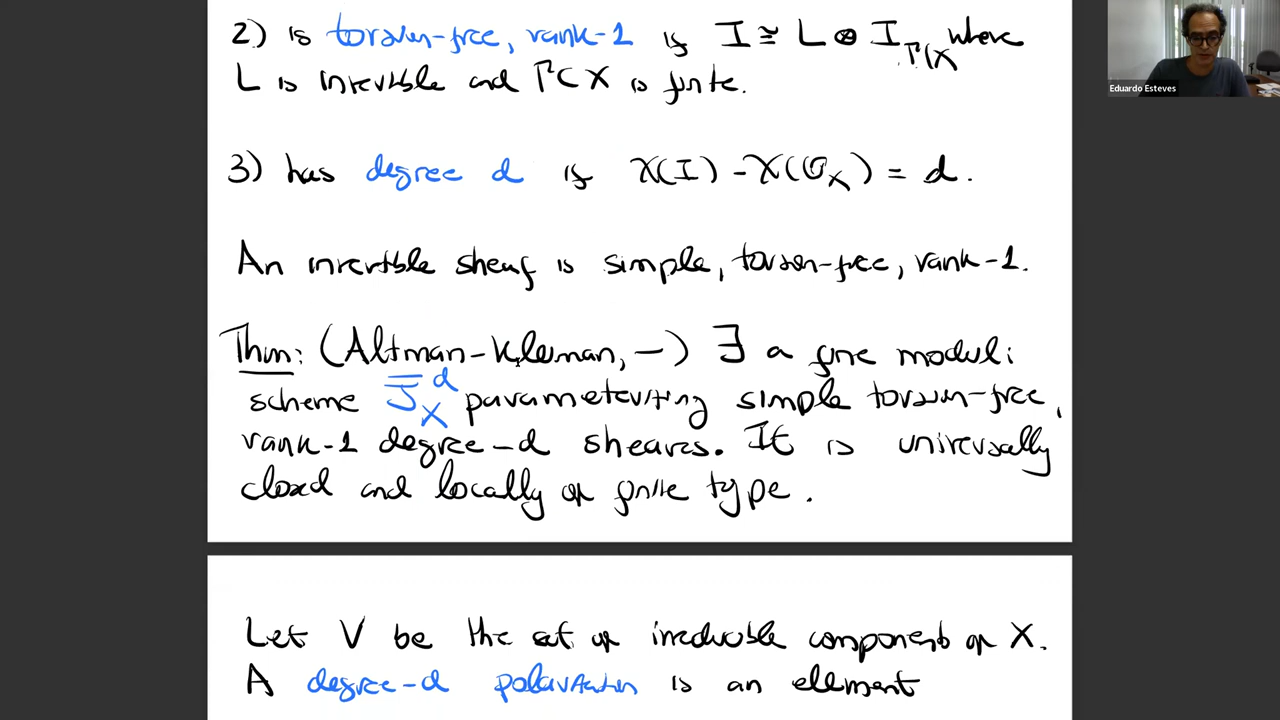 2) is torsion-free, rank-1 if I ≅ L ⊗ I_{Γ|X} where
L is invertible and Γ ⊂ X is finite.
3) has degree d if χ(I) - χ(O_X) = d.
An invertible sheaf is simple, torsion-free, rank-1.
Thm: (Altman-Kleiman, —) ∃ a fine moduli
scheme J̅^d_X parameterizing simple torsion-free,
rank-1 degree-d sheaves. It is universally
closed and locally of finite type.
Let V be the set of irreducible components of X.
A degree-d polarization is an element
Eduardo Esteves